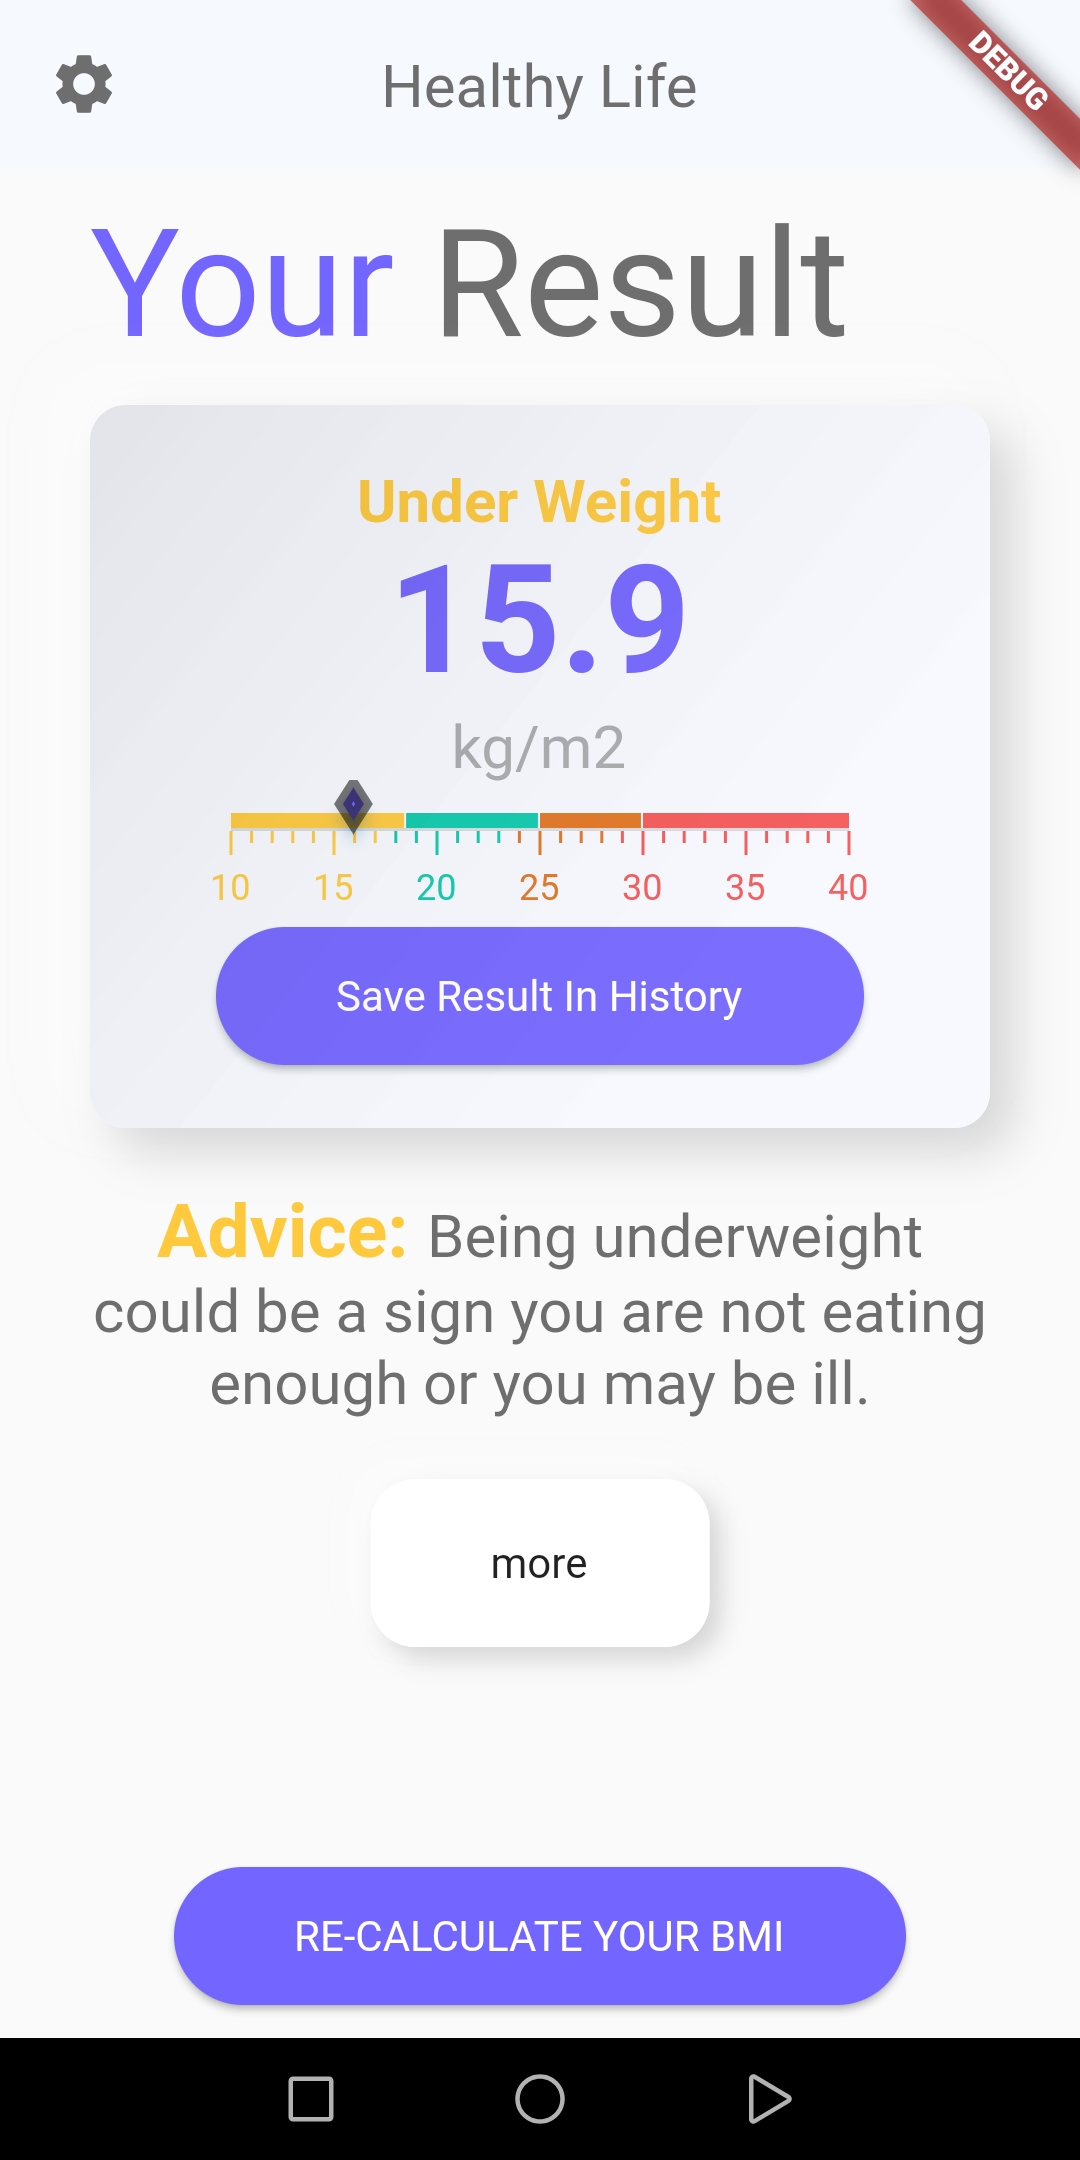 Healthy Life
DEBUG
Your Result
Under Weight
15.9
kg/m2
10 15 20 25 30 35 40
Save Result In History
Advice: Being underweight
could be a sign you are not eating
enough or you may be ill.
more
RE-CALCULATE YOUR BMI